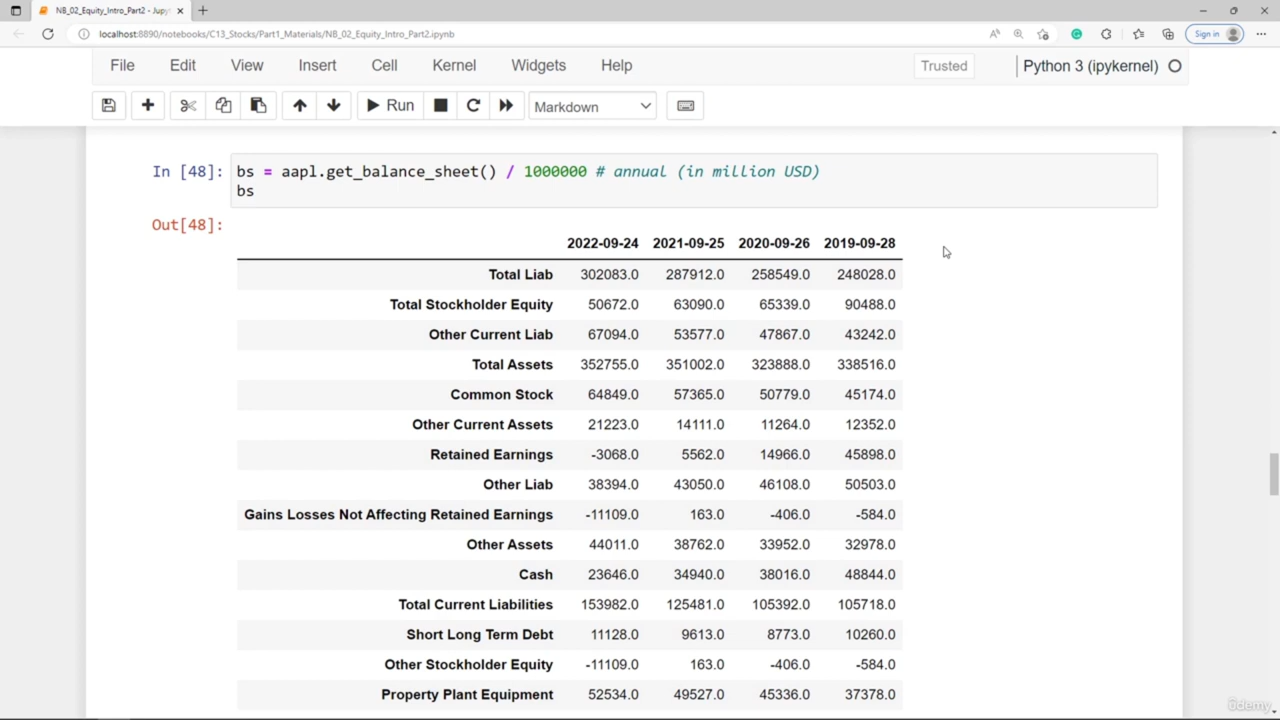 NB_02_Equity_Intro_Part2 - Jupy
localhost:8890/notebooks/C13_Stocks/Part1_Materials/NB_02_Equity_Intro_Part2.ipynb
Sign in
File Edit View Insert Cell Kernel Widgets Help Trusted Python 3 (ipykernel)
Run Markdown
In [48]: bs = aapl.get_balance_sheet() / 1000000 # annual (in million USD)
bs
Out[48]:
2022-09-24 2021-09-25 2020-09-26 2019-09-28
Total Liab 302083.0 287912.0 258549.0 248028.0
Total Stockholder Equity 50672.0 63090.0 65339.0 90488.0
Other Current Liab 67094.0 53577.0 47867.0 43242.0
Total Assets 352755.0 351002.0 323888.0 338516.0
Common Stock 64849.0 57365.0 50779.0 45174.0
Other Current Assets 21223.0 14111.0 11264.0 12352.0
Retained Earnings -3068.0 5562.0 14966.0 45898.0
Other Liab 38394.0 43050.0 46108.0 50503.0
Gains Losses Not Affecting Retained Earnings -11109.0 163.0 -406.0 -584.0
Other Assets 44011.0 38762.0 33952.0 32978.0
Cash 23646.0 34940.0 38016.0 48844.0
Total Current Liabilities 153982.0 125481.0 105392.0 105718.0
Short Long Term Debt 11128.0 9613.0 8773.0 10260.0
Other Stockholder Equity -11109.0 163.0 -406.0 -584.0
Property Plant Equipment 52534.0 49527.0 45336.0 37378.0
ûdemy